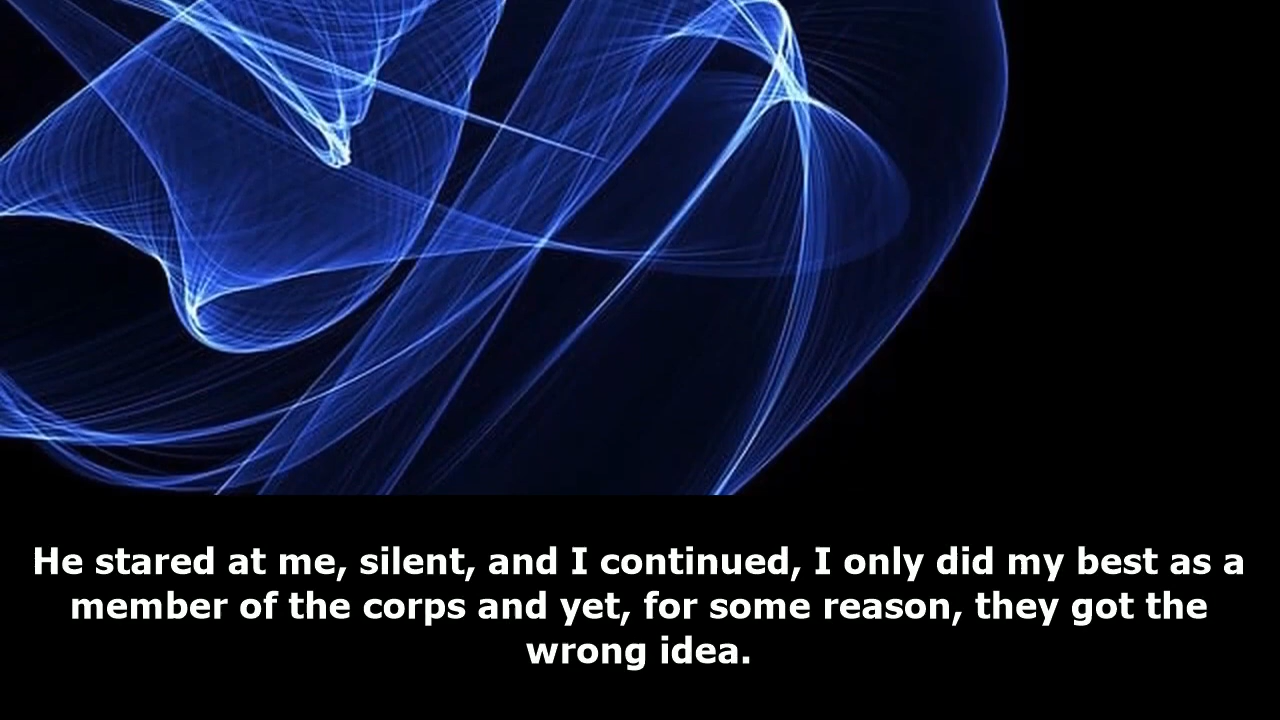 He stared at me, silent, and I continued, I only did my best as a
member of the corps and yet, for some reason, they got the
wrong idea.